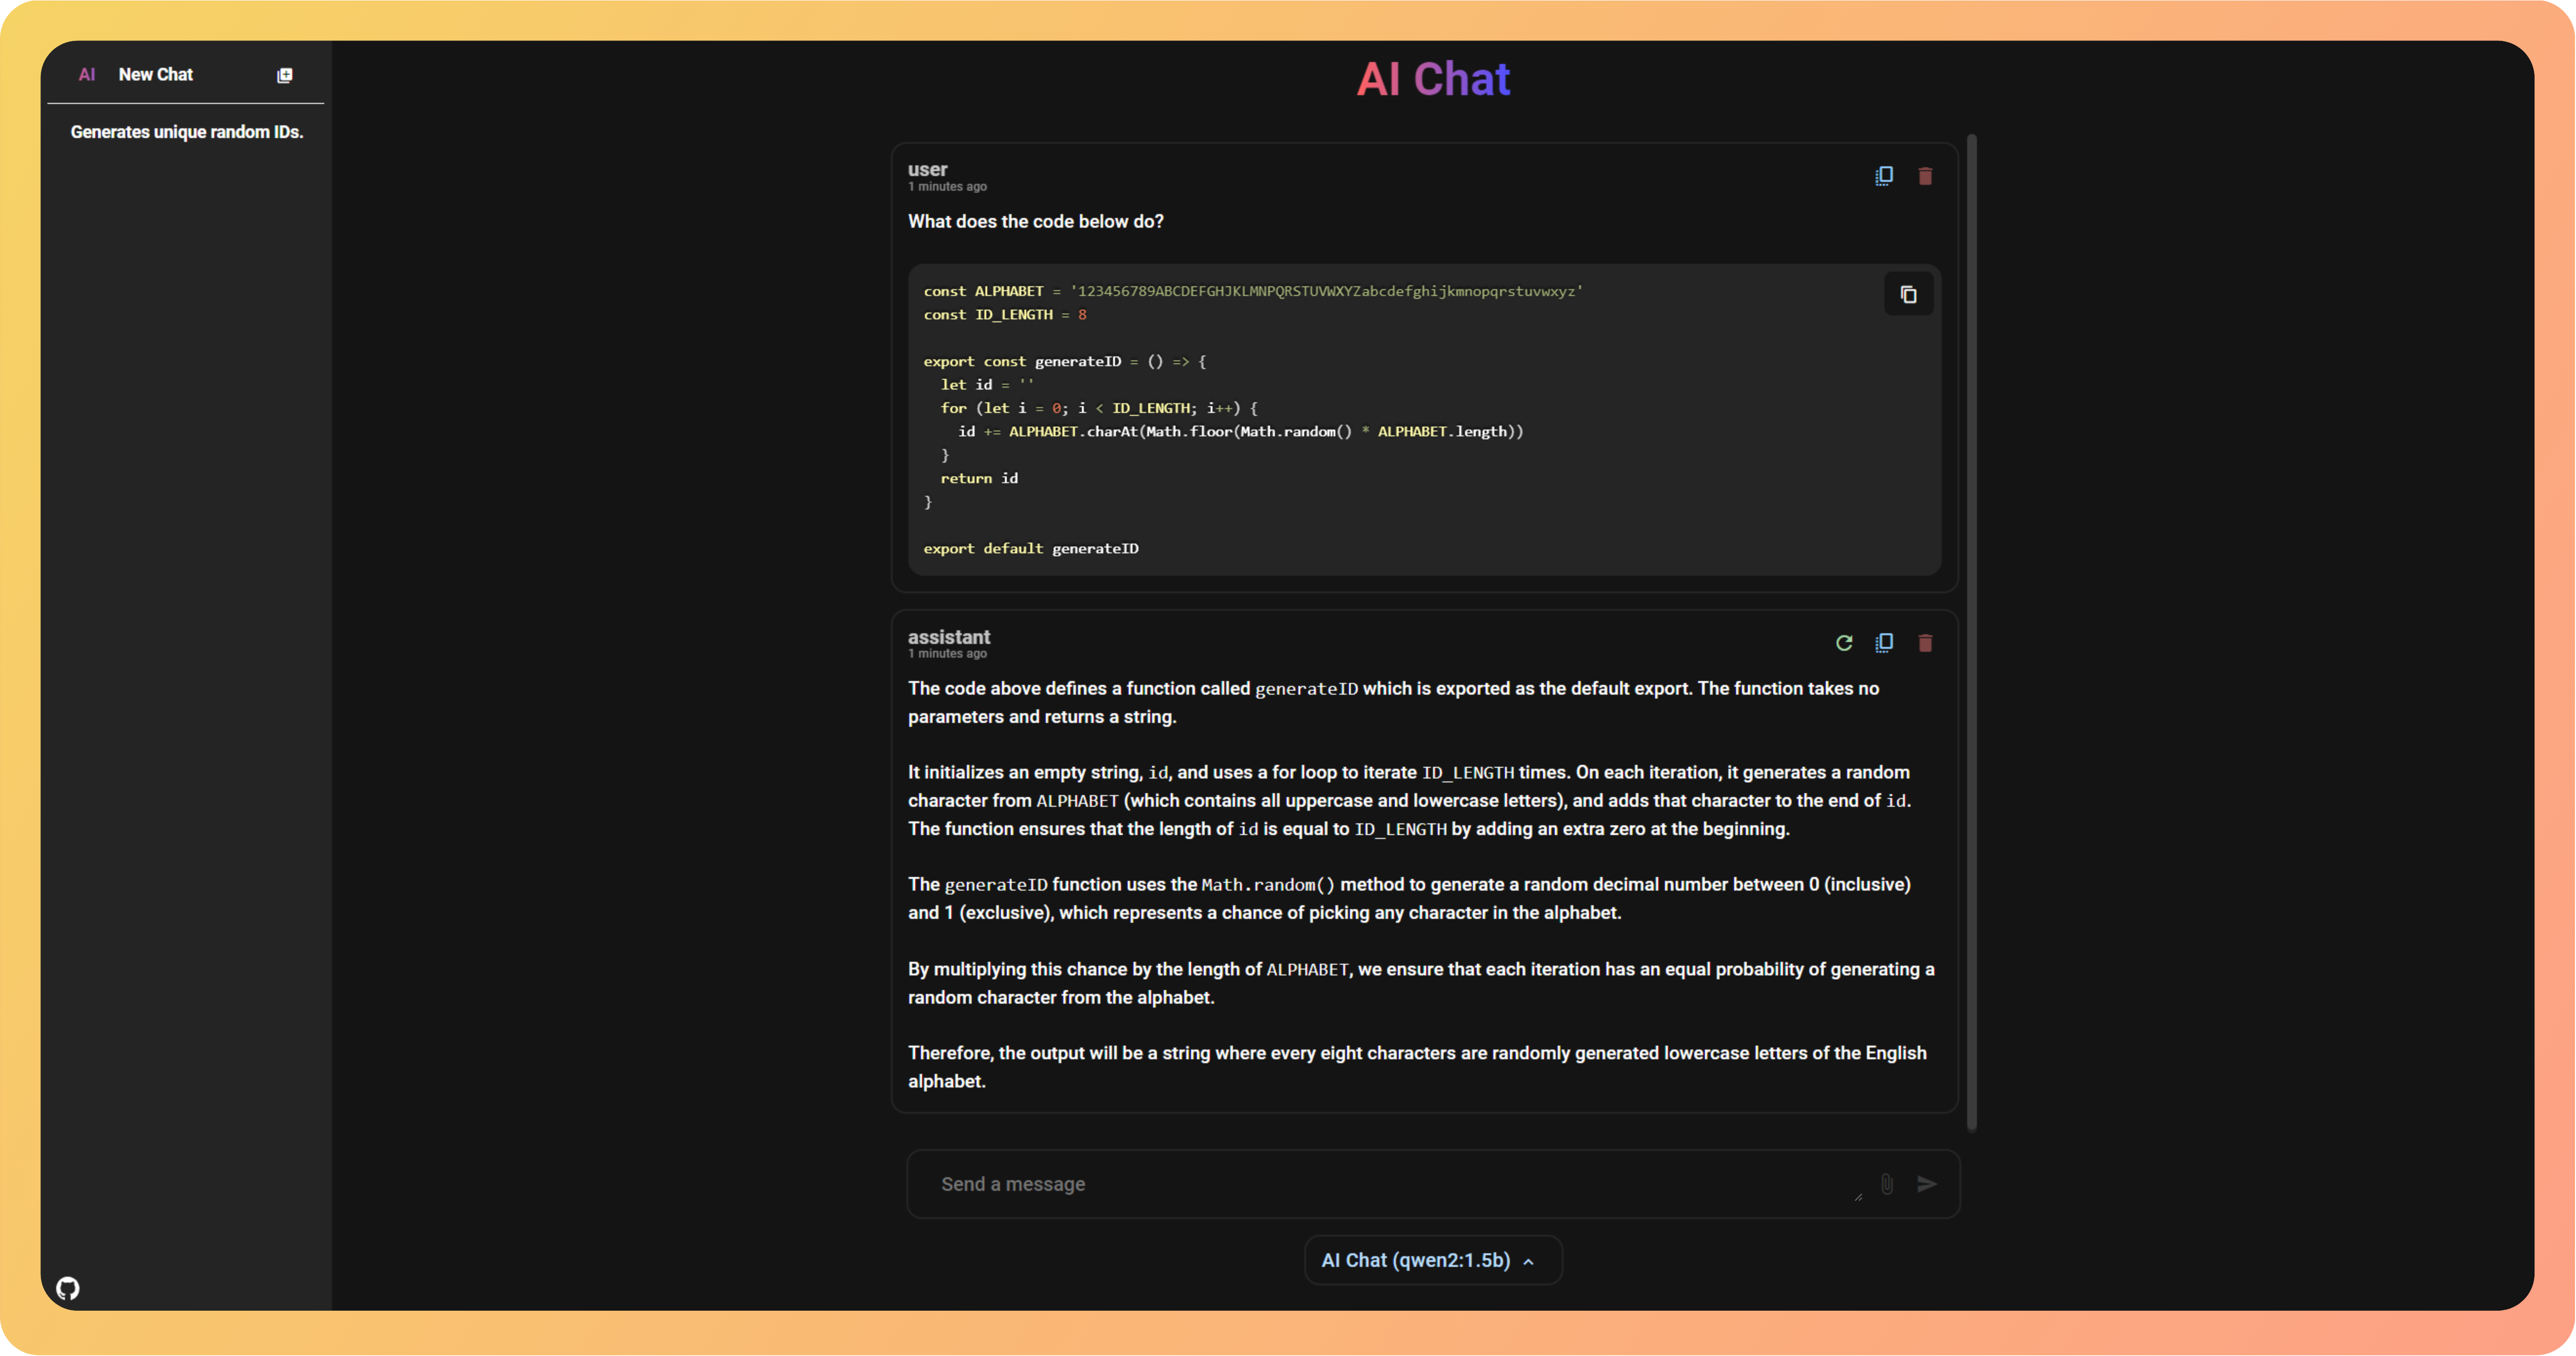 AI New Chat
Generates unique random IDs.
AI Chat
user
1 minutes ago
What does the code below do?
const ALPHABET = '123456789ABCDEFGHJKLMNPQRSTUVWXYZabcdefghijkmnopqrstuvwxyz'
const ID_LENGTH = 8
export const generateID = () => {
let id = ''
for (let i = 0; i < ID_LENGTH; i++) {
id += ALPHABET.charAt(Math.floor(Math.random() * ALPHABET.length))
}
return id
}
export default generateID
assistant
1 minutes ago
The code above defines a function called generateID which is exported as the default export. The function takes no
parameters and returns a string.
It initializes an empty string, id, and uses a for loop to iterate ID_LENGTH times. On each iteration, it generates a random
character from ALPHABET (which contains all uppercase and lowercase letters), and adds that character to the end of id.
The function ensures that the length of id is equal to ID_LENGTH by adding an extra zero at the beginning.
The generateID function uses the Math.random() method to generate a random decimal number between 0 (inclusive)
and 1 (exclusive), which represents a chance of picking any character in the alphabet.
By multiplying this chance by the length of ALPHABET, we ensure that each iteration has an equal probability of generating a
random character from the alphabet.
Therefore, the output will be a string where every eight characters are randomly generated lowercase letters of the English
alphabet.
Send a message
AI Chat (qwen2:1.5b)